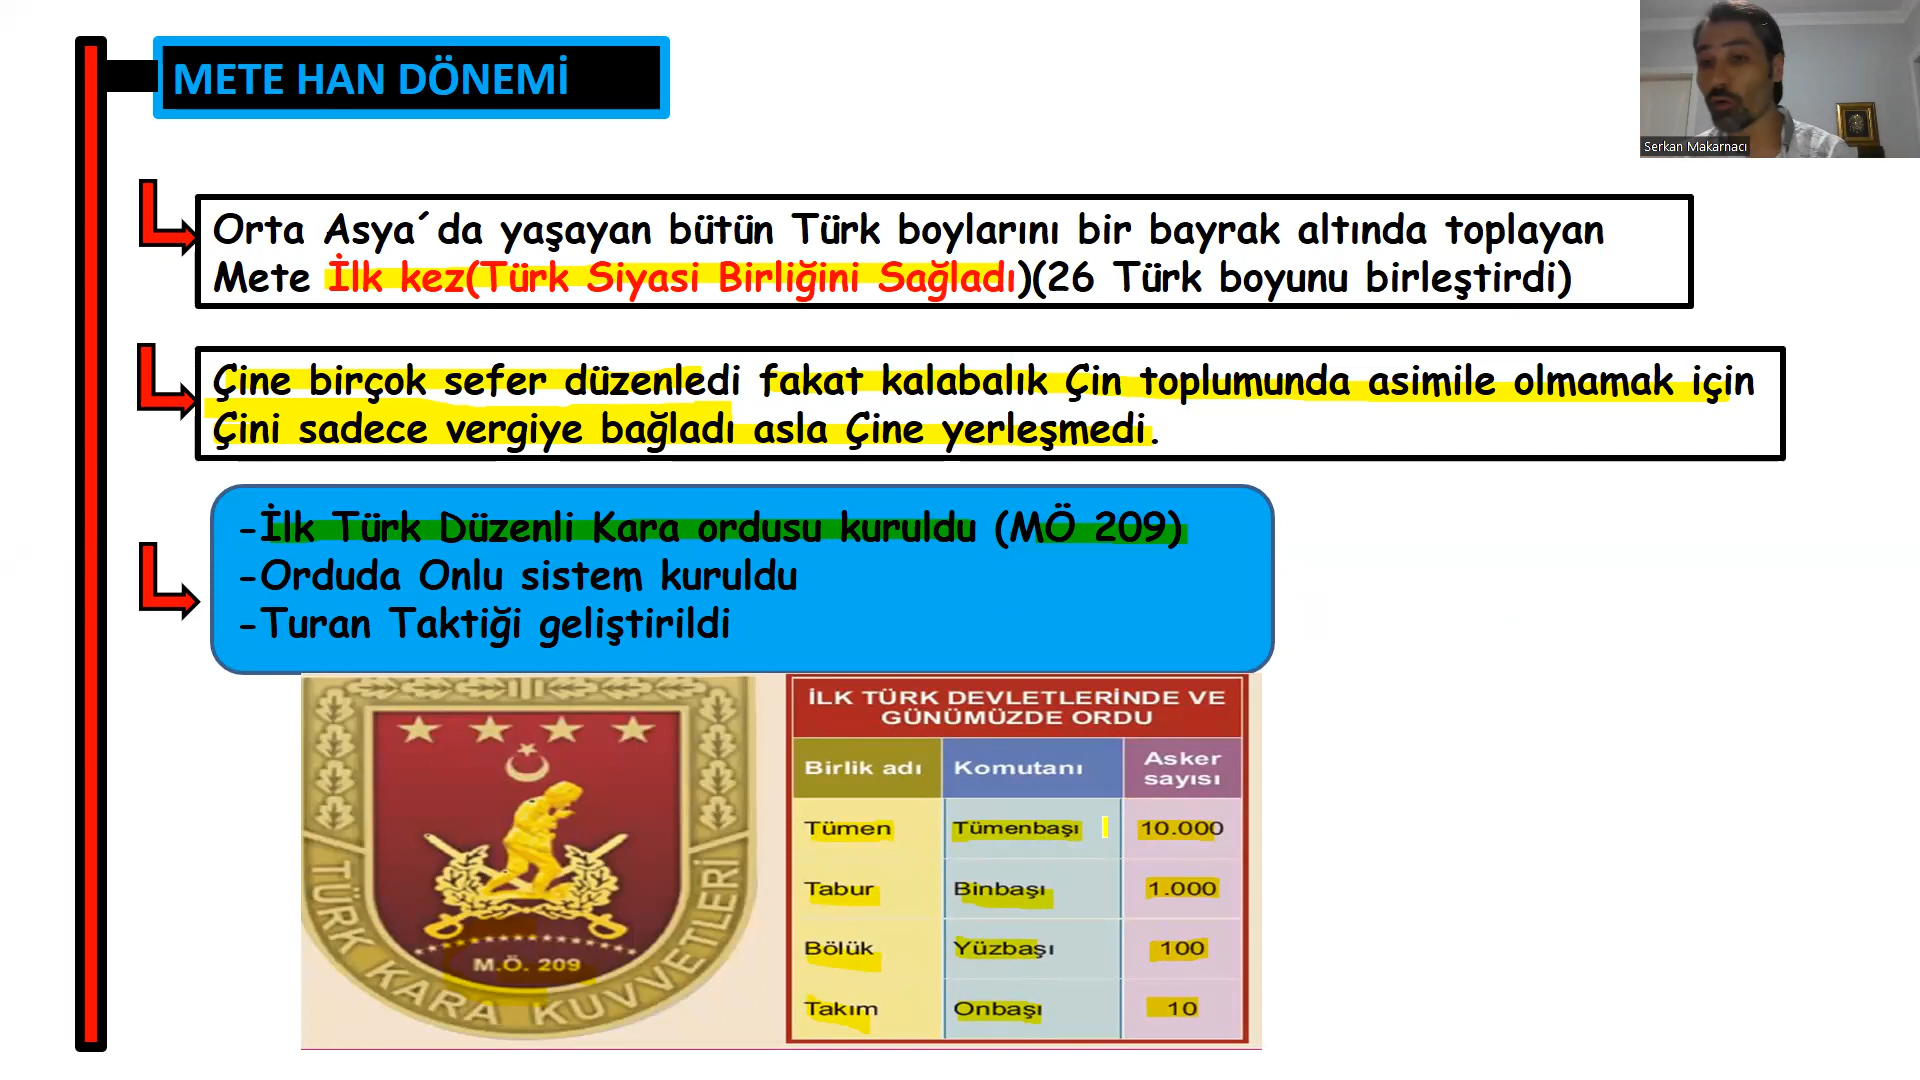 METE HAN DÖNEMİ
Serkan Makarnacı
Orta Asya´da yaşayan bütün Türk boylarını bir bayrak altında toplayan
Mete İlk kez(Türk Siyasi Birliğini Sağladı)(26 Türk boyunu birleştirdi)
Çine birçok sefer düzenledi fakat kalabalık Çin toplumunda asimile olmamak için
Çini sadece vergiye bağladı asla Çine yerleşmedi.
-İlk Türk Düzenli Kara ordusu kuruldu (MÖ 209)
-Orduda Onlu sistem kuruldu
-Turan Taktiği geliştirildi
M.Ö. 209
TÜRK KARA KUVVETLERİ
İLK TÜRK DEVLETLERİNDE VE
GÜNÜMÜZDE ORDU
Birlik adı Komutanı Asker
sayısı
Tümen Tümenbaşı 10.000
Tabur Binbaşı 1.000
Bölük Yüzbaşı 100
Takım Onbaşı 10